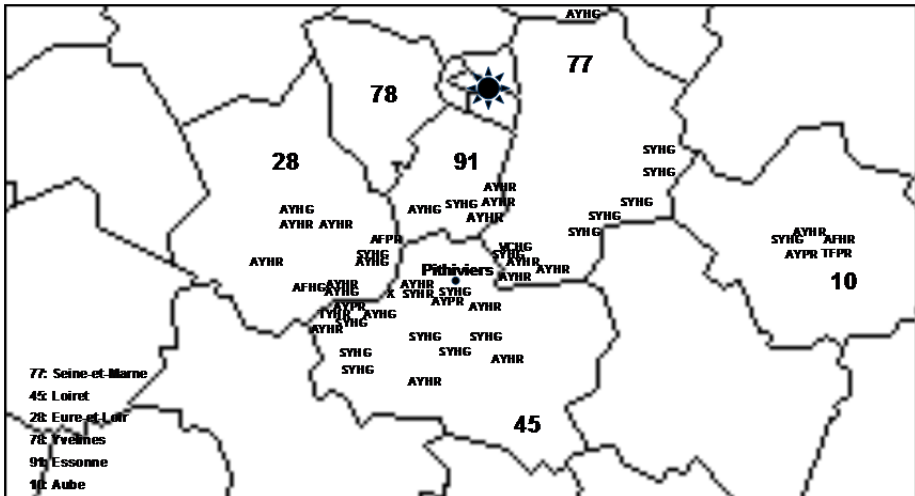 AYHG
77
78
SYHG
28
91
SYHG
AYHR
AYHG
AYHG SYHG AYHR
SYHG
AYHR AYHR
AYHR
SYHG
SYHG
AYHR
AFPR
SYHG AFHR
VCHG
SYHG
SYHG
AYPR TFPR
AYHR
AYHG
AYHR
Pithiviers
AYHR
AYHR
10
AFHG AYHR
AYHR
AYHG
X
SYHR
SYHG
AYPR
AYPR
AYHR
TYHR
AYHG
SYHG
AYHR
SYHG
SYHG
SYHG
SYHG
AYHR
SYHG
AYHR
45
77: Seine-et-Marne
45: Loiret
28: Eure-et-Loir
78: Yvelines
91: Essonne
10: Aube